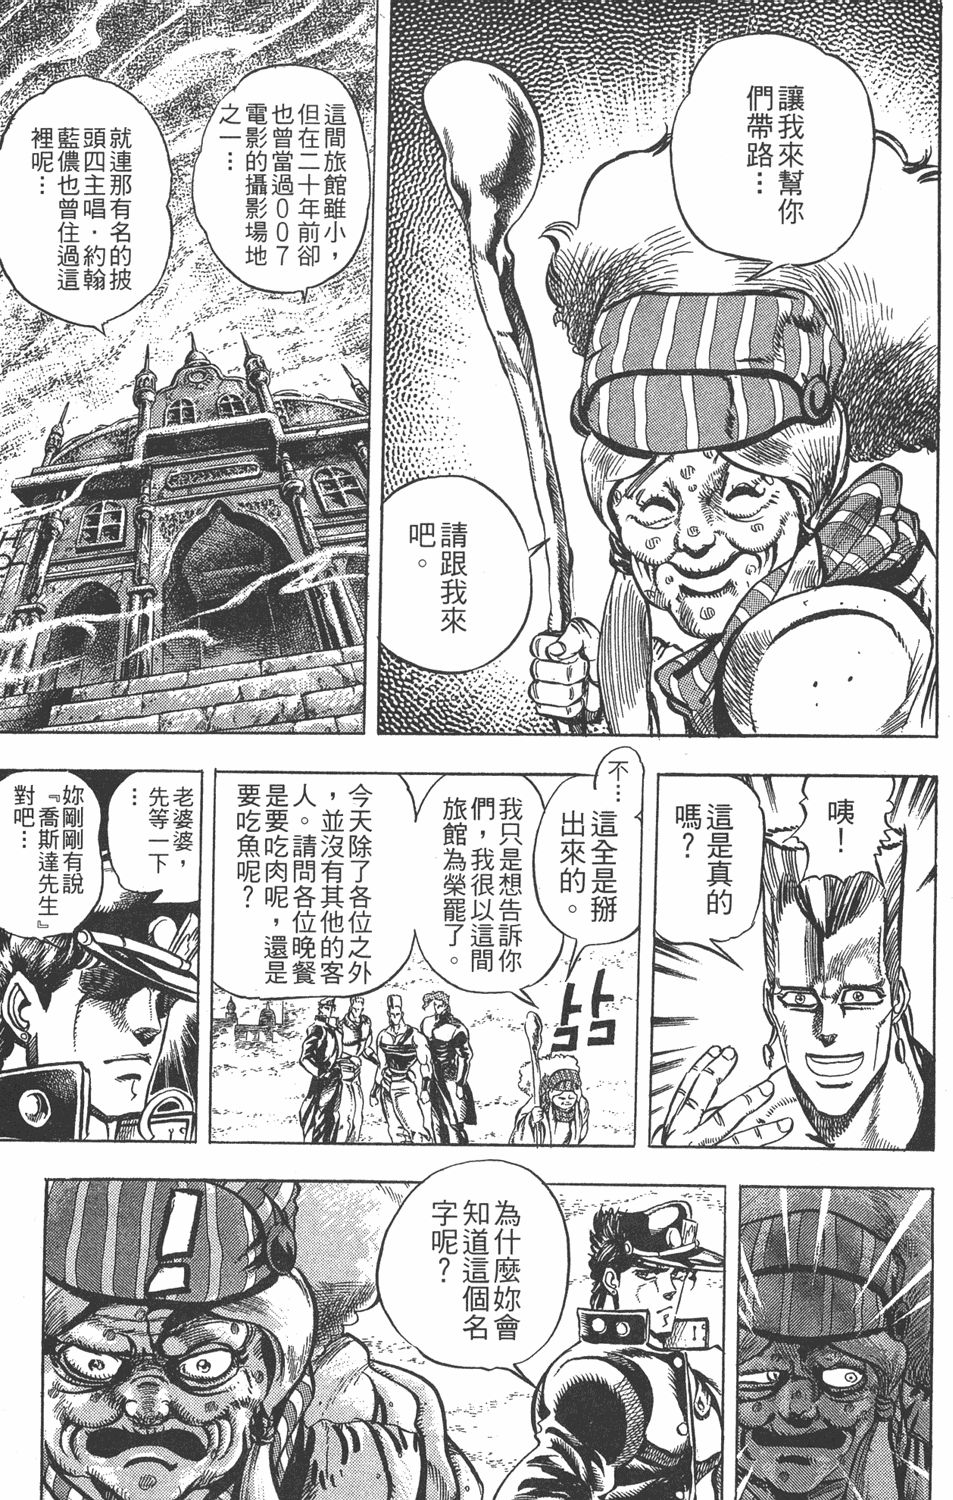 讓我來幫你
們帶路…
請跟我來
吧。
這間旅館雖小，
但在二十年前卻
也曾當過007
電影的攝影場地
之一…
就連那有名的披
頭四主唱．約翰
藍儂也曾住過這
裡呢…
咦！
這是真的
嗎？
不…
這全是掰
出來的。
我只是想告訴你
們，我很以這間
旅館為榮罷了。
今天除了各位之外
，並沒有其他的客
人。請問各位晚餐
是要吃肉呢，還是
要吃魚呢？
老婆婆，
先等一下
…
妳剛剛有說
『喬斯達先生』
對吧…
為什麼妳會
知道這個名
字呢？